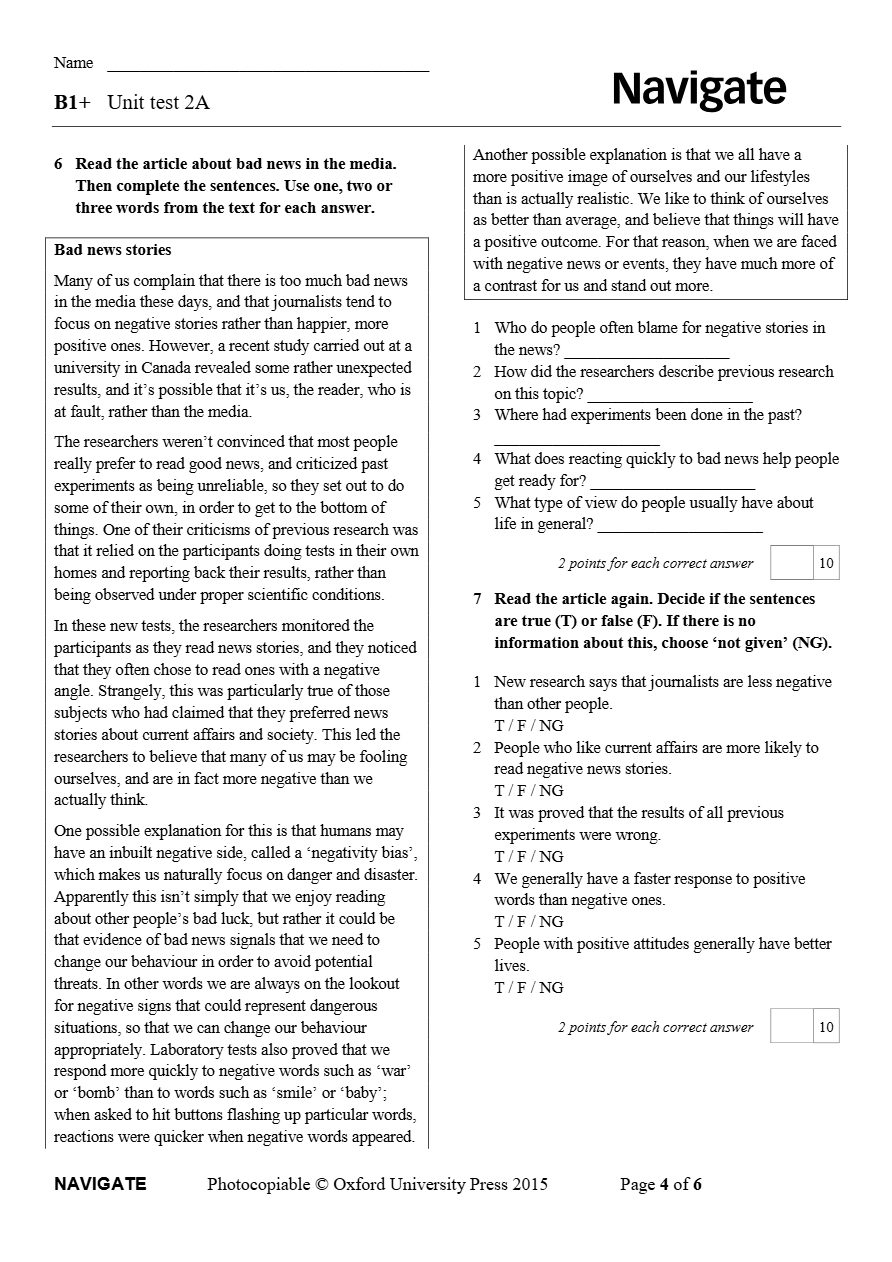 Name
B1+ Unit test 2A
Navigate
6 Read the article about bad news in the media.
Then complete the sentences. Use one, two or
three words from the text for each answer.
Bad news stories
Many of us complain that there is too much bad news
in the media these days, and that journalists tend to
focus on negative stories rather than happier, more
positive ones. However, a recent study carried out at a
university in Canada revealed some rather unexpected
results, and it’s possible that it’s us, the reader, who is
at fault, rather than the media.
The researchers weren’t convinced that most people
really prefer to read good news, and criticized past
experiments as being unreliable, so they set out to do
some of their own, in order to get to the bottom of
things. One of their criticisms of previous research was
that it relied on the participants doing tests in their own
homes and reporting back their results, rather than
being observed under proper scientific conditions.
In these new tests, the researchers monitored the
participants as they read news stories, and they noticed
that they often chose to read ones with a negative
angle. Strangely, this was particularly true of those
subjects who had claimed that they preferred news
stories about current affairs and society. This led the
researchers to believe that many of us may be fooling
ourselves, and are in fact more negative than we
actually think.
One possible explanation for this is that humans may
have an inbuilt negative side, called a ‘negativity bias’,
which makes us naturally focus on danger and disaster.
Apparently this isn’t simply that we enjoy reading
about other people’s bad luck, but rather it could be
that evidence of bad news signals that we need to
change our behaviour in order to avoid potential
threats. In other words we are always on the lookout
for negative signs that could represent dangerous
situations, so that we can change our behaviour
appropriately. Laboratory tests also proved that we
respond more quickly to negative words such as ‘war’
or ‘bomb’ than to words such as ‘smile’ or ‘baby’;
when asked to hit buttons flashing up particular words,
reactions were quicker when negative words appeared.
Another possible explanation is that we all have a
more positive image of ourselves and our lifestyles
than is actually realistic. We like to think of ourselves
as better than average, and believe that things will have
a positive outcome. For that reason, when we are faced
with negative news or events, they have much more of
a contrast for us and stand out more.
1 Who do people often blame for negative stories in
the news?
2 How did the researchers describe previous research
on this topic?
3 Where had experiments been done in the past?
4 What does reacting quickly to bad news help people
get ready for?
5 What type of view do people usually have about
life in general?
2 points for each correct answer 10
7 Read the article again. Decide if the sentences
are true (T) or false (F). If there is no
information about this, choose ‘not given’ (NG).
1 New research says that journalists are less negative
than other people.
T / F / NG
2 People who like current affairs are more likely to
read negative news stories.
T / F / NG
3 It was proved that the results of all previous
experiments were wrong.
T / F / NG
4 We generally have a faster response to positive
words than negative ones.
T / F / NG
5 People with positive attitudes generally have better
lives.
T / F / NG
2 points for each correct answer 10
NAVIGATE Photocopiable © Oxford University Press 2015 Page 4 of 6